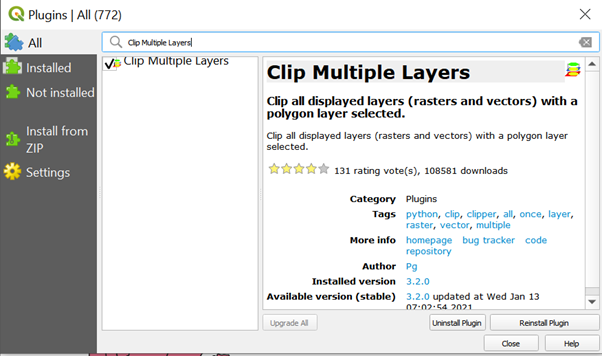 Plugins | All (772)
All
Clip Multiple Layers
Installed
Not installed
Install from
ZIP
Settings
Clip Multiple Layers
Clip Multiple Layers
Clip all displayed layers (rasters and vectors) with a
polygon layer selected.
Clip all displayed layers (rasters and vectors) with a polygon layer
selected.
131 rating vote(s), 108581 downloads
Category Plugins
Tags python, clip, clipper, all, once, layer,
raster, vector, multiple
More info homepage bug tracker code
repository
Author Pg
Installed version 3.2.0
Available version (stable) 3.2.0 updated at Wed Jan 13
07:02:54 2021
Upgrade All
Uninstall Plugin
Reinstall Plugin
Close
Help